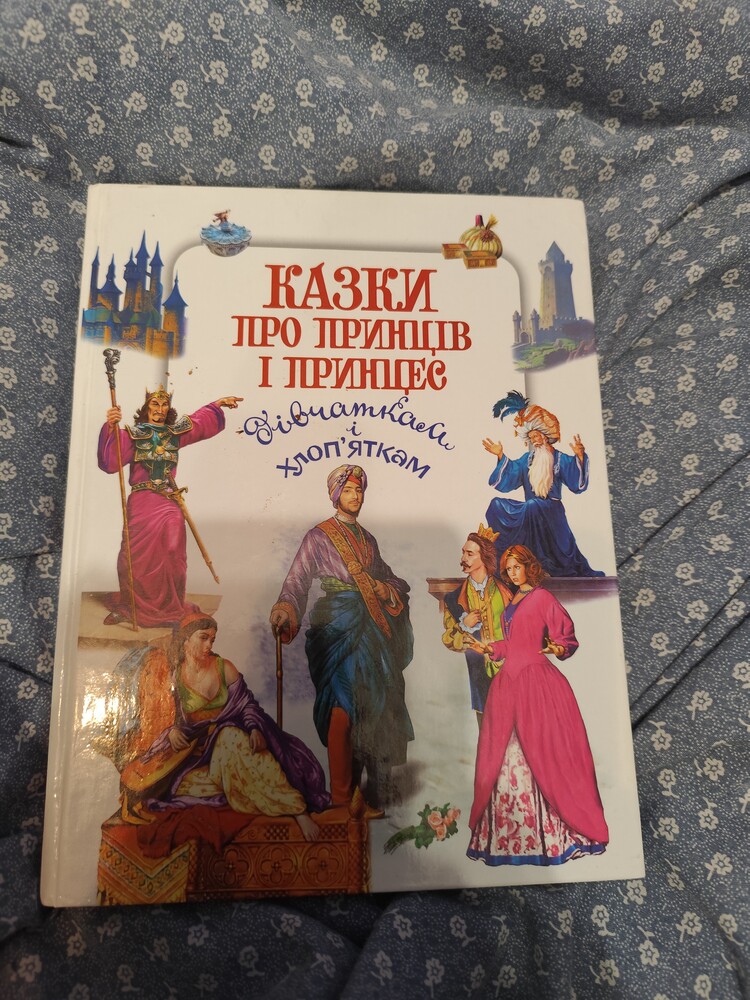 КАЗКИ
ПРО ПРИНЦІВ
І ПРИНЦЕС
Дівчаткам
і
хлоп'яткам